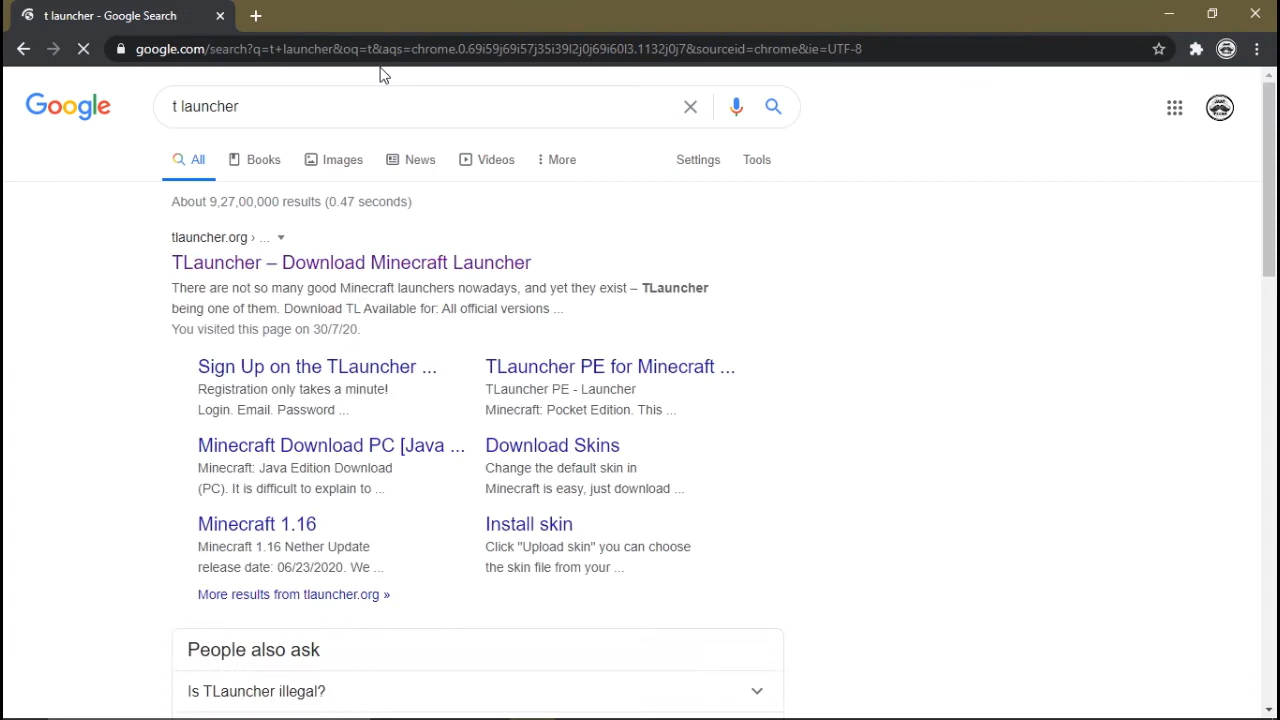 t launcher - Google Search
google.com/search?q=t+launcher&oq=t&aqs=chrome.0.69i59j69i57j35i39l2j0j69i60l3.1132j0j7&sourceid=chrome&ie=UTF-8
Google
t launcher
All Books Images News Videos More Settings Tools
About 9,27,00,000 results (0.47 seconds)
tlauncher.org › ...
TLauncher – Download Minecraft Launcher
There are not so many good Minecraft launchers nowadays, and yet they exist – TLauncher
being one of them. Download TL Available for: All official versions ...
You visited this page on 30/7/20.
Sign Up on the TLauncher ...
Registration only takes a minute!
Login. Email. Password ...
TLauncher PE for Minecraft ...
TLauncher PE - Launcher
Minecraft: Pocket Edition. This ...
Minecraft Download PC [Java ...
Minecraft: Java Edition Download
(PC). It is difficult to explain to ...
Download Skins
Change the default skin in
Minecraft is easy, just download ...
Minecraft 1.16
Minecraft 1.16 Nether Update
release date: 06/23/2020. We ...
Install skin
Click "Upload skin" you can choose
the skin file from your ...
More results from tlauncher.org »
People also ask
Is TLauncher illegal?